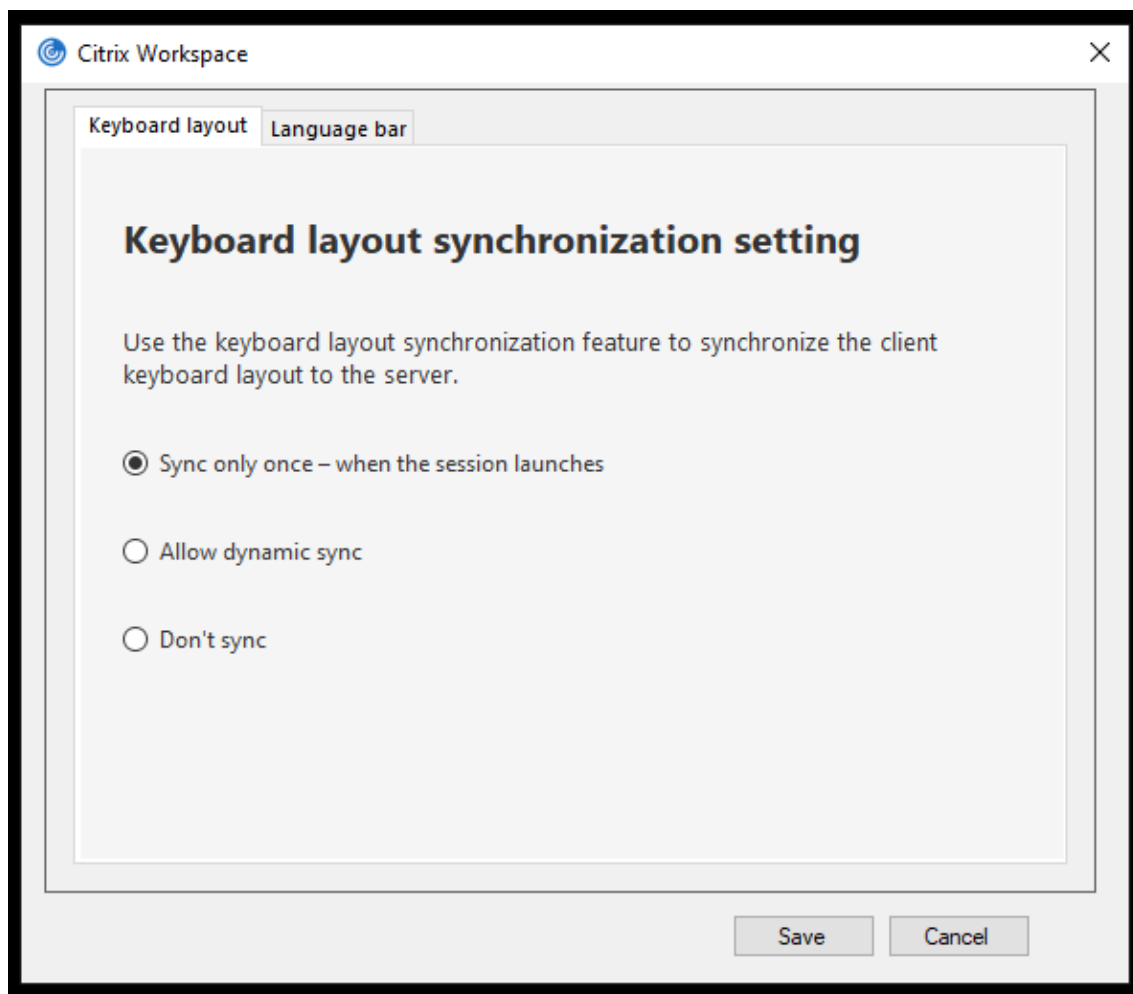 Citrix Workspace
Keyboard layout
Language bar
Keyboard layout synchronization setting
Use the keyboard layout synchronization feature to synchronize the client
keyboard layout to the server.
Sync only once – when the session launches
Allow dynamic sync
Don't sync
Save
Cancel